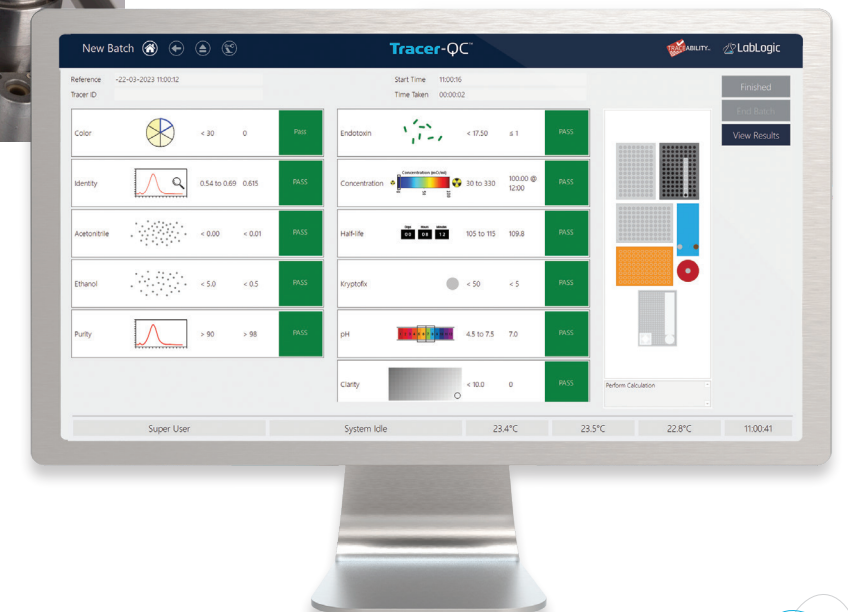 New Batch
Tracer-QC™
TRACEABILITY™
LabLogic
Reference -22-03-2023 11:00:12
Start Time 11:00:16
Finished
Tracer ID
Time Taken 00:00:02
View Results
Color < 30 0 Pass
Endotoxin < 17.50 ≤ 1 PASS
Identity 0.54 to 0.69 0.615 PASS
Concentration (mCi/ml)
Concentration 30 to 330 100.00 @ 12:00 PASS
Acetonitrile < 0.00 < 0.01 PASS
Half-life 00 08 12 105 to 115 109.8 PASS
Ethanol < 5.0 < 0.5 PASS
Kryptofix < 50 < 5 PASS
Purity > 90 > 98 PASS
pH 4.5 to 7.5 7.0 PASS
Clarity < 10.0 0 PASS
Perform Calculation
Super User System Idle 23.4°C 23.5°C 22.8°C 11:00:41